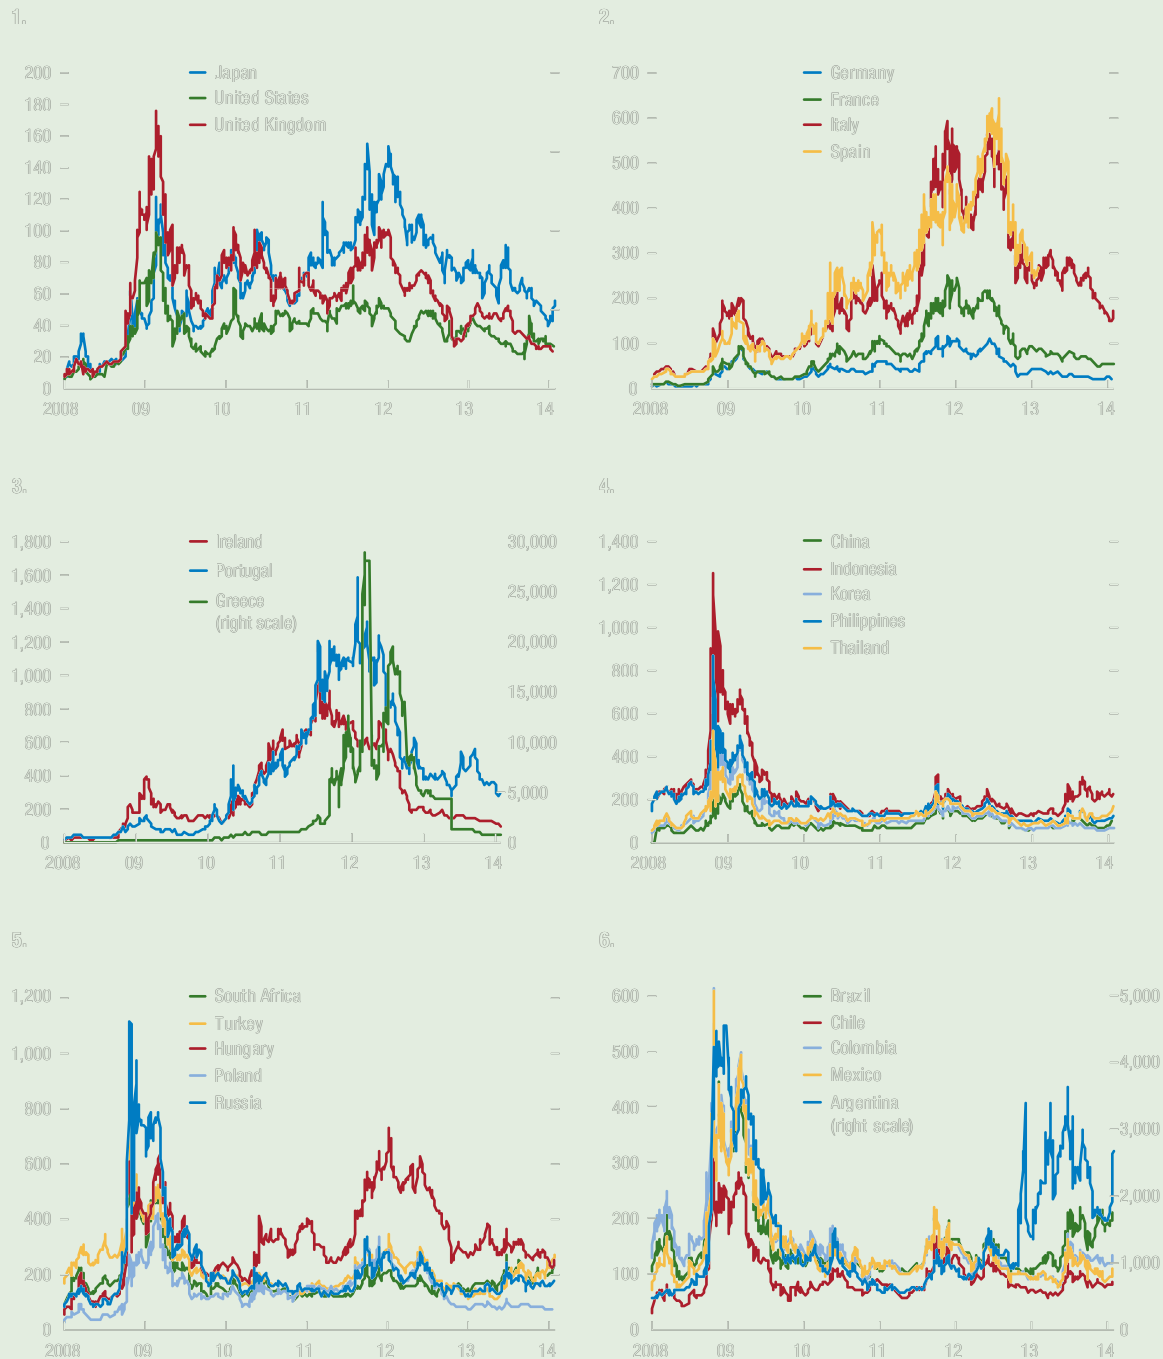 1.
200
180
160
140
120
100
80
60
40
20
0
Japan
United States
United Kingdom
2008 09 10 11 12 13 14
2.
700
600
500
400
300
200
100
0
Germany
France
Italy
Spain
2008 09 10 11 12 13 14
3.
1,800
1,600
1,400
1,200
1,000
800
600
400
200
0
Ireland
Portugal
Greece
(right scale)
30,000
25,000
20,000
15,000
10,000
5,000
0
2008 09 10 11 12 13 14
4.
1,400
1,200
1,000
800
600
400
200
0
China
Indonesia
Korea
Philippines
Thailand
2008 09 10 11 12 13 14
5.
1,200
1,000
800
600
400
200
0
South Africa
Turkey
Hungary
Poland
Russia
2008 09 10 11 12 13 14
6.
600
500
400
300
200
100
0
Brazil
Chile
Colombia
Mexico
Argentina
(right scale)
5,000
4,000
3,000
2,000
1,000
0
2008 09 10 11 12 13 14